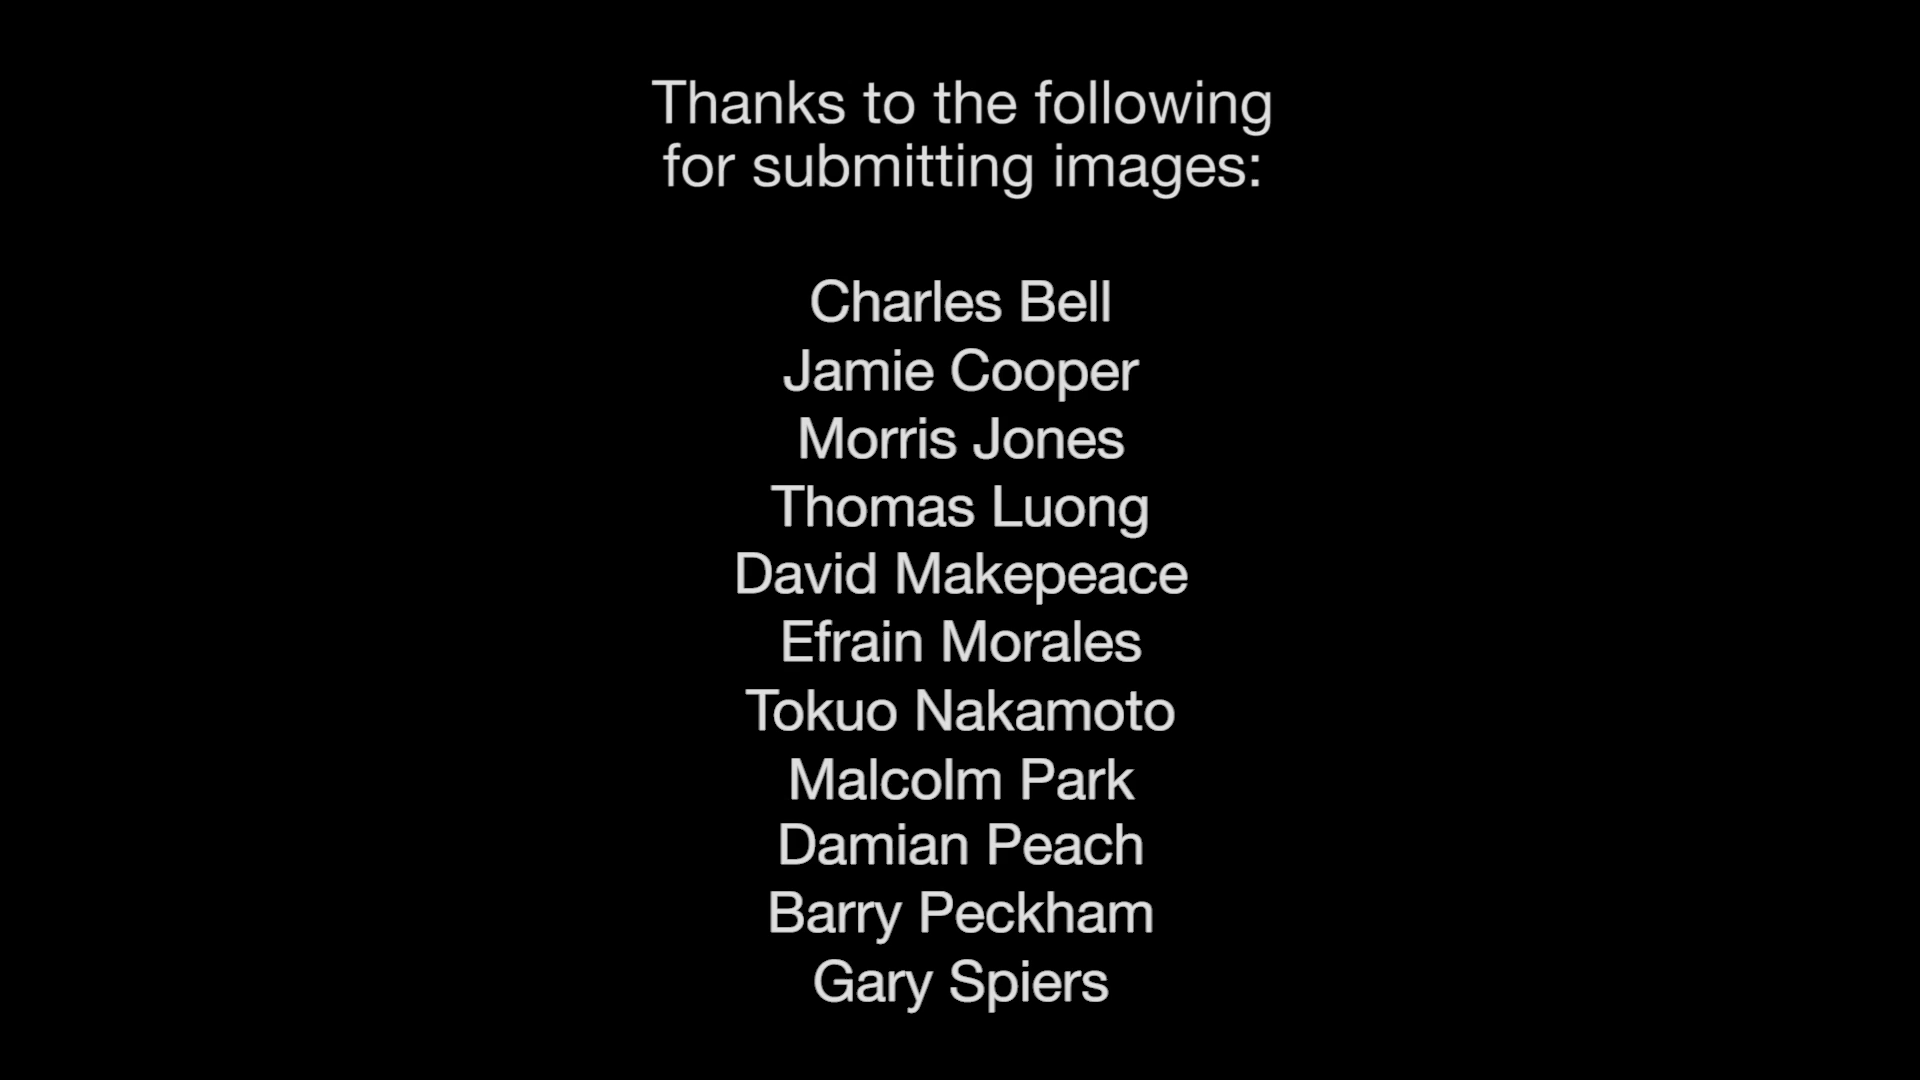 Thanks to the following
for submitting images:
Charles Bell
Jamie Cooper
Morris Jones
Thomas Luong
David Makepeace
Efrain Morales
Tokuo Nakamoto
Malcolm Park
Damian Peach
Barry Peckham
Gary Spiers